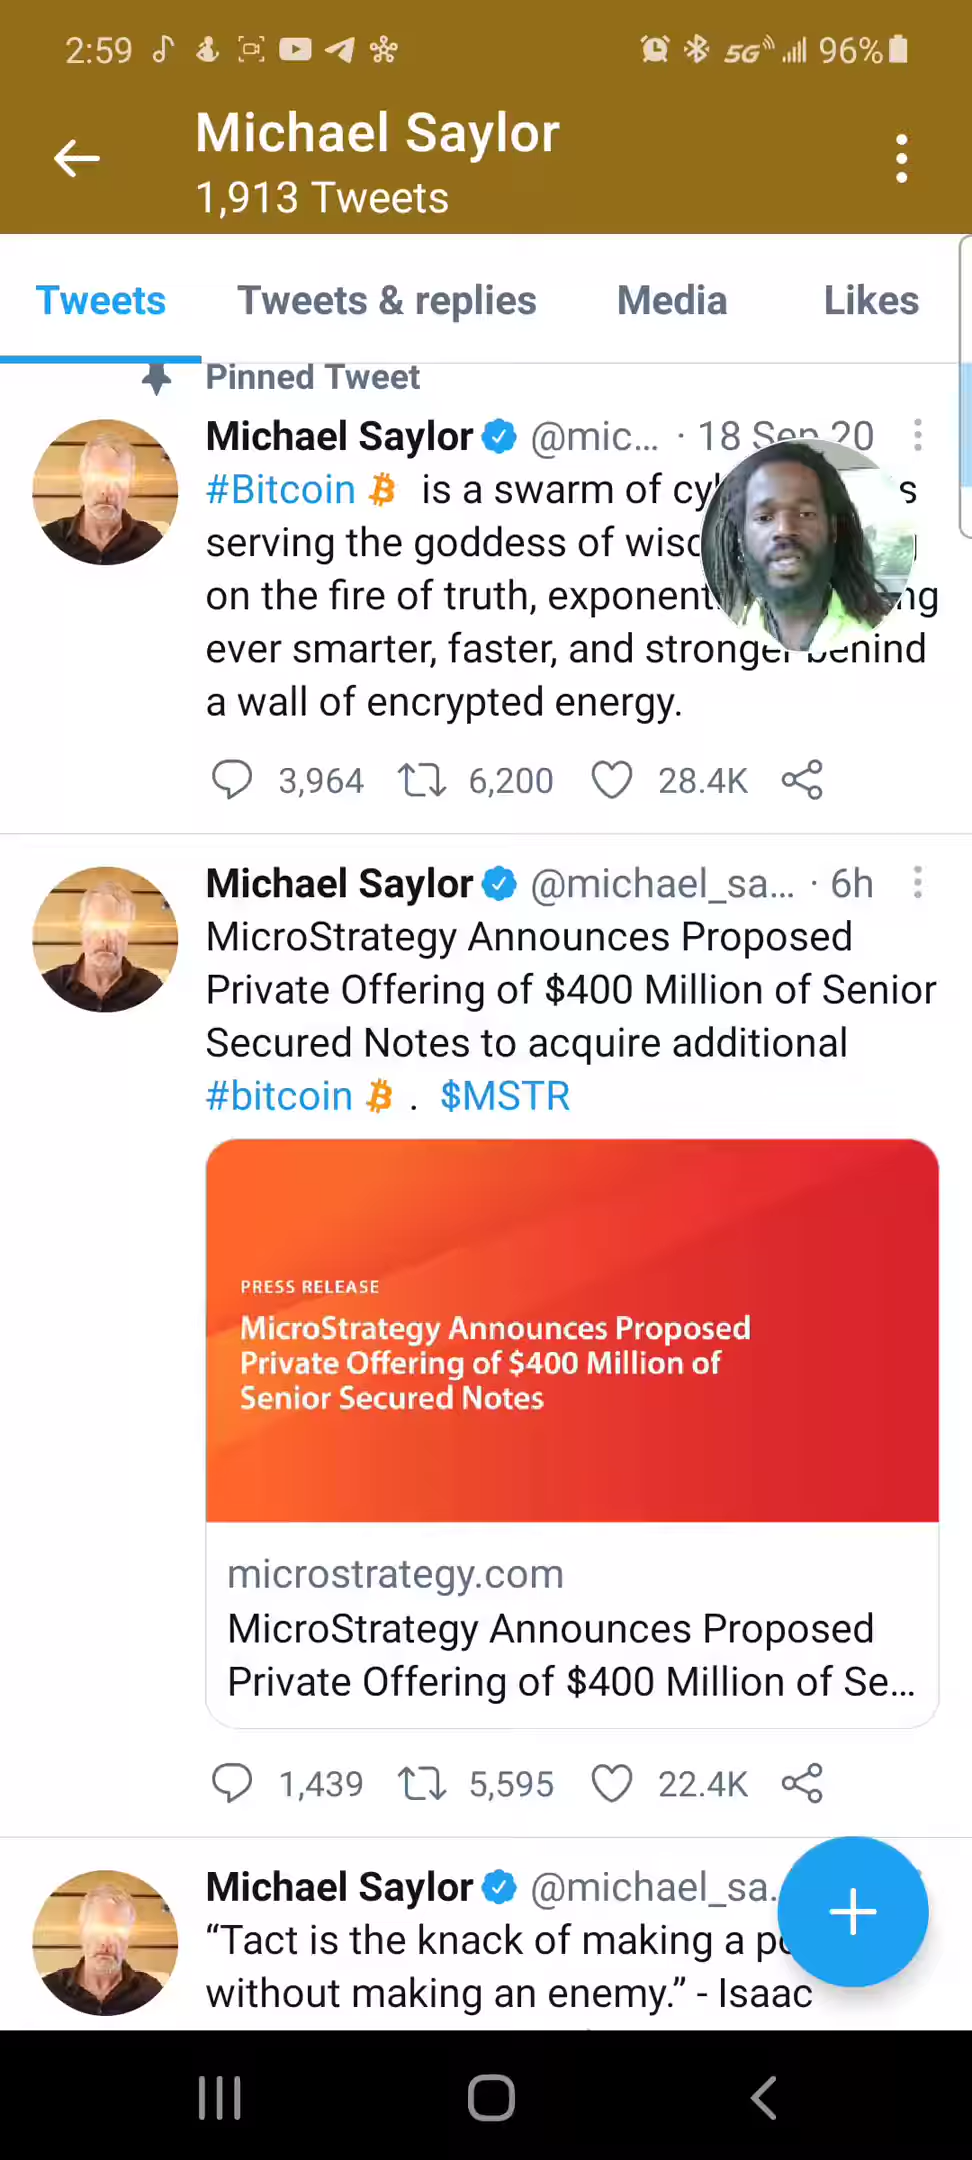 2:59 5G 96%
Michael Saylor
1,913 Tweets
Tweets Tweets & replies Media Likes
Pinned Tweet
Michael Saylor @mic... · 18 Sep 20
#Bitcoin is a swarm of
serving the goddess of
on the fire of truth,
ever smarter, faster, and stronger behind
a wall of encrypted energy.
3,964 6,200 28.4K
Michael Saylor @michael_sa... · 6h
MicroStrategy Announces Proposed
Private Offering of $400 Million of Senior
Secured Notes to acquire additional
#bitcoin . $MSTR
PRESS RELEASE
MicroStrategy Announces Proposed
Private Offering of $400 Million of
Senior Secured Notes
microstrategy.com
MicroStrategy Announces Proposed
Private Offering of $400 Million of Se...
1,439 5,595 22.4K
Michael Saylor @michael_sa.
“Tact is the knack of making a
without making an enemy.” - Isaac